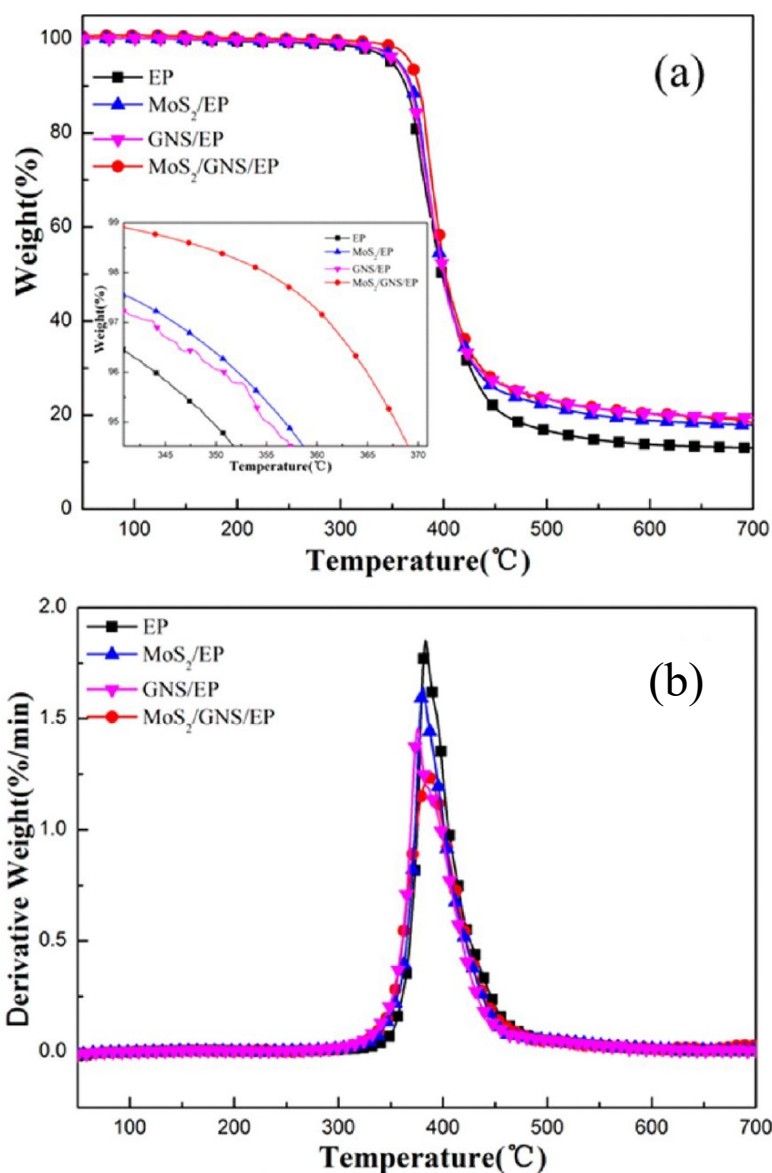 (a)
EP
MoS2/EP
GNS/EP
MoS2/GNS/EP
Weight(%)
100
80
60
40
20
0
99
98
97
96
95
Weight(%)
EP
MoS2/EP
GNS/EP
MoS2/GNS/EP
345 350 355 360 365 370
Temperature(℃)
100 200 300 400 500 600 700
Temperature(℃)
(b)
EP
MoS2/EP
GNS/EP
MoS2/GNS/EP
Derivative Weight(%/min)
2.0
1.5
1.0
0.5
0.0
100 200 300 400 500 600 700
Temperature(℃)